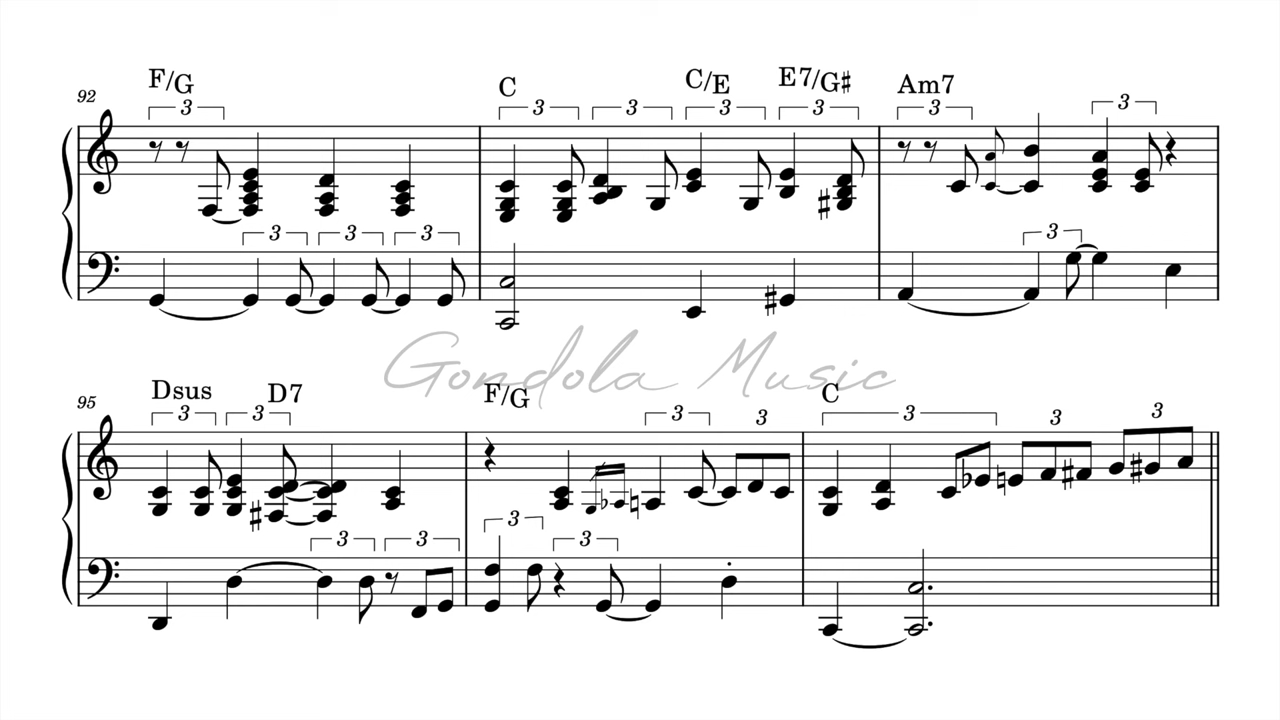 F/G C C/E E7/G# Am7
92 3 3 3 3 3 3 3
3 3 3 3
Gondola Music
Dsus D7 F/G C
95 3 3 3 3 3 3 3
3 3 3 3